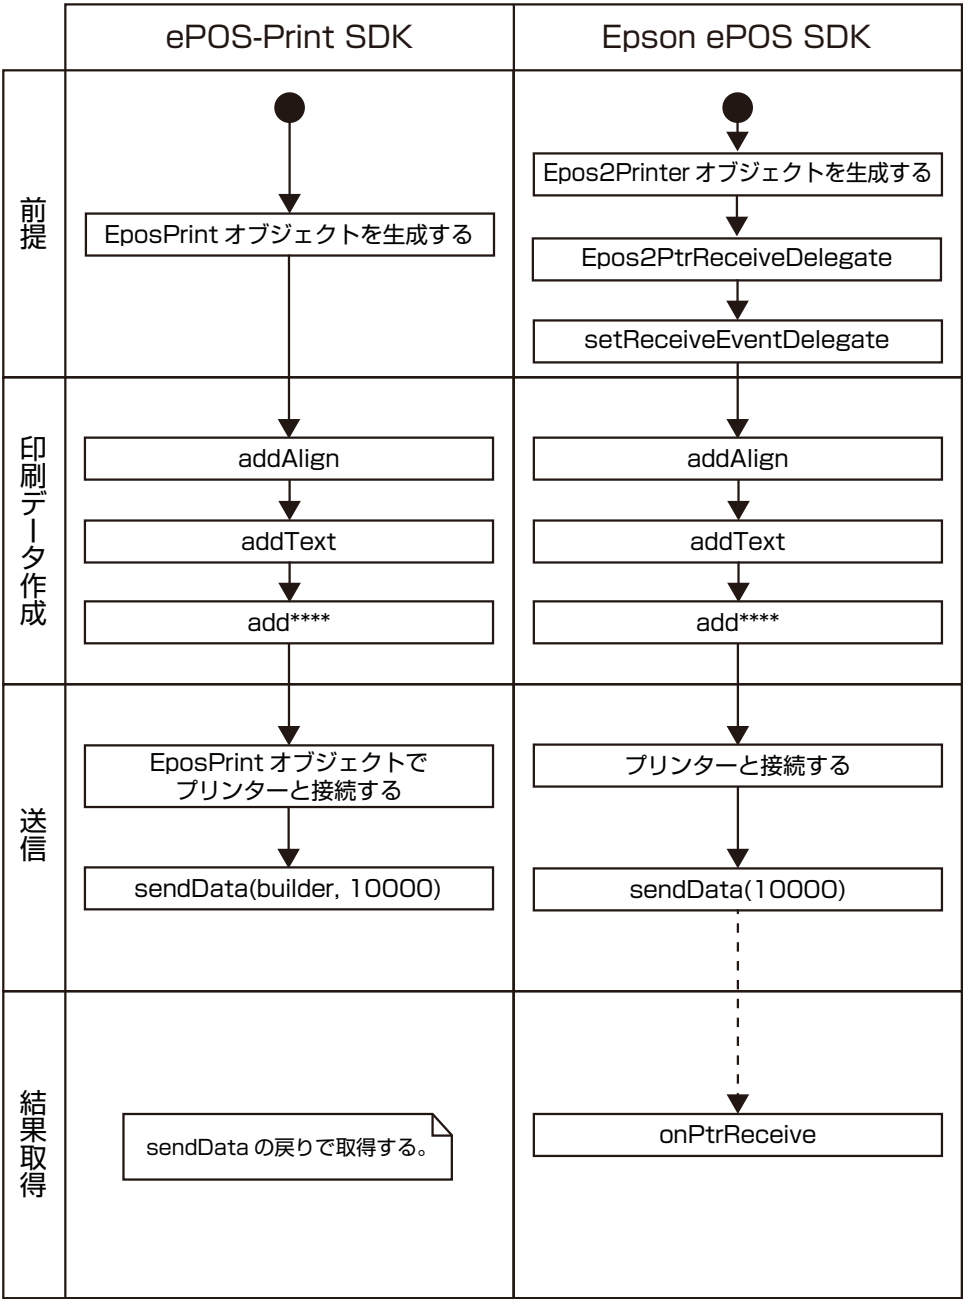 ePOS-Print SDK
Epson ePOS SDK
前提
EposPrint オブジェクトを生成する
Epos2Printer オブジェクトを生成する
Epos2PtrReceiveDelegate
setReceiveEventDelegate
印刷データ作成
addAlign
addText
add****
addAlign
addText
add****
送信
EposPrint オブジェクトで
プリンターと接続する
sendData(builder, 10000)
プリンターと接続する
sendData(10000)
結果取得
sendData の戻りで取得する。
onPtrReceive